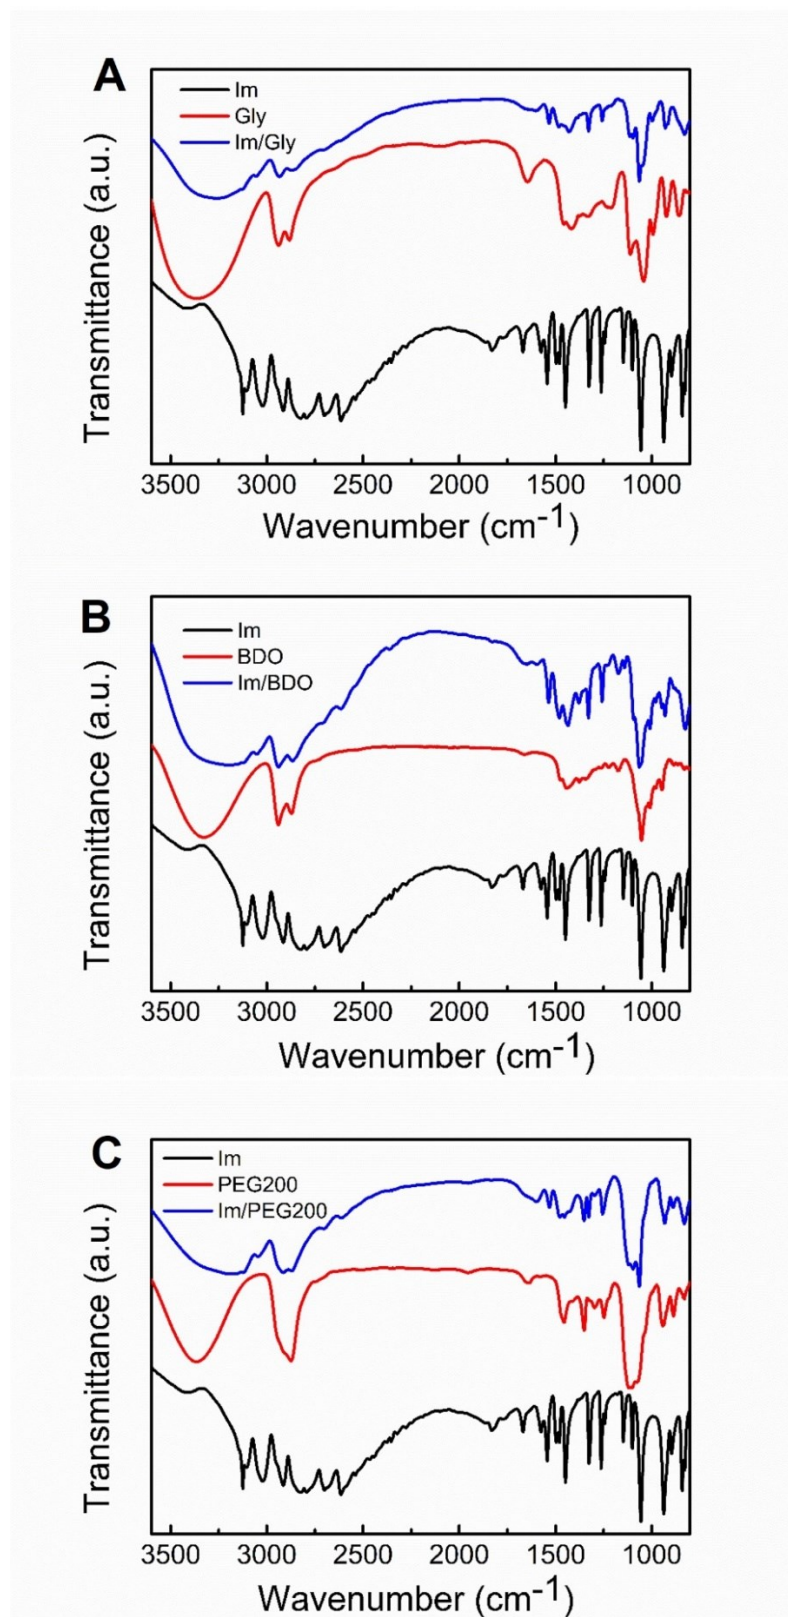 A
Im
Gly
Im/Gly
Transmittance (a.u.)
3500 3000 2500 2000 1500 1000
Wavenumber (cm-1)
B
Im
BDO
Im/BDO
Transmittance (a.u.)
3500 3000 2500 2000 1500 1000
Wavenumber (cm-1)
C
Im
PEG200
Im/PEG200
Transmittance (a.u.)
3500 3000 2500 2000 1500 1000
Wavenumber (cm-1)